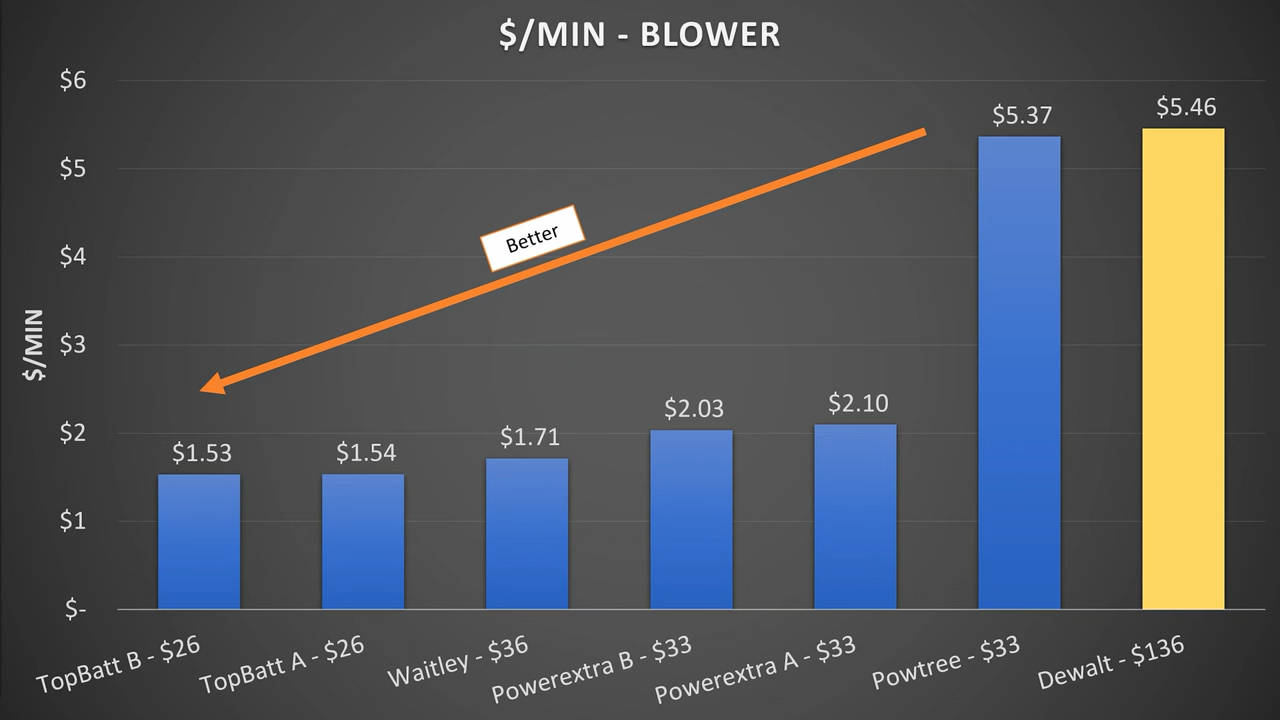 $/MIN - BLOWER
$6
$5
$4
$3
$2
$1
$-
$/MIN
Better
$1.53
$1.54
$1.71
$2.03
$2.10
$5.37
$5.46
TopBatt B - $26
TopBatt A - $26
Waitley - $36
Powerextra B - $33
Powerextra A - $33
Powtree - $33
Dewalt - $136